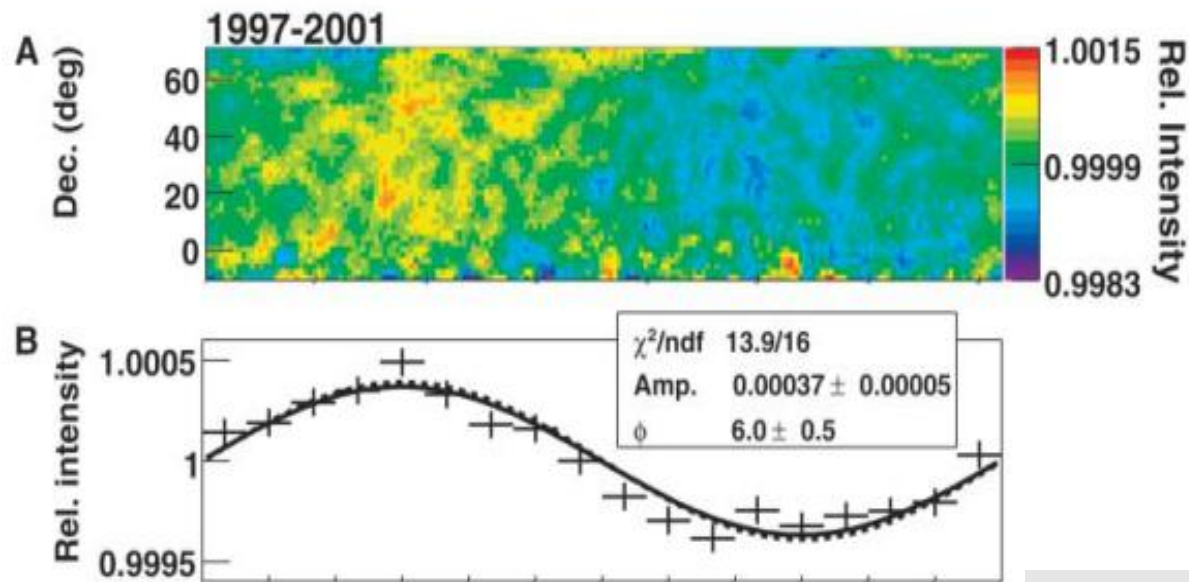 1997-2001
A
Dec. (deg)
60
40
20
0
1.0015
0.9999
0.9983
Rel. Intensity
B
Rel. intensity
1.0005
1
0.9995
χ²/ndf 13.9/16
Amp. 0.00037 ± 0.00005
ϕ 6.0 ± 0.5